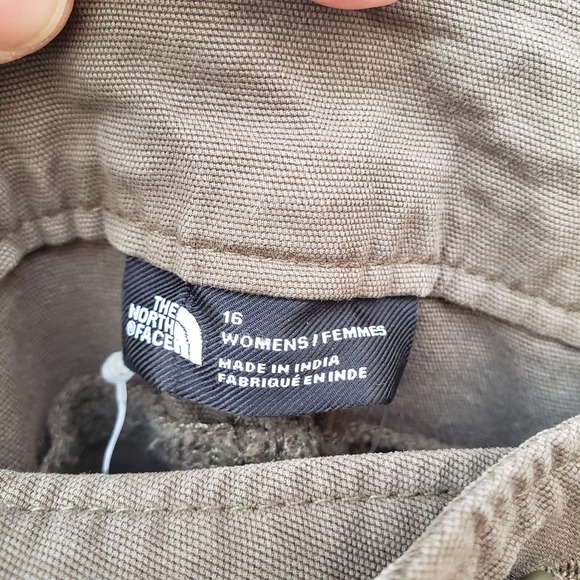 THE
NORTH
®FACE
16
WOMENS/FEMMES
MADE IN INDIA
FABRIQUÉ EN INDE